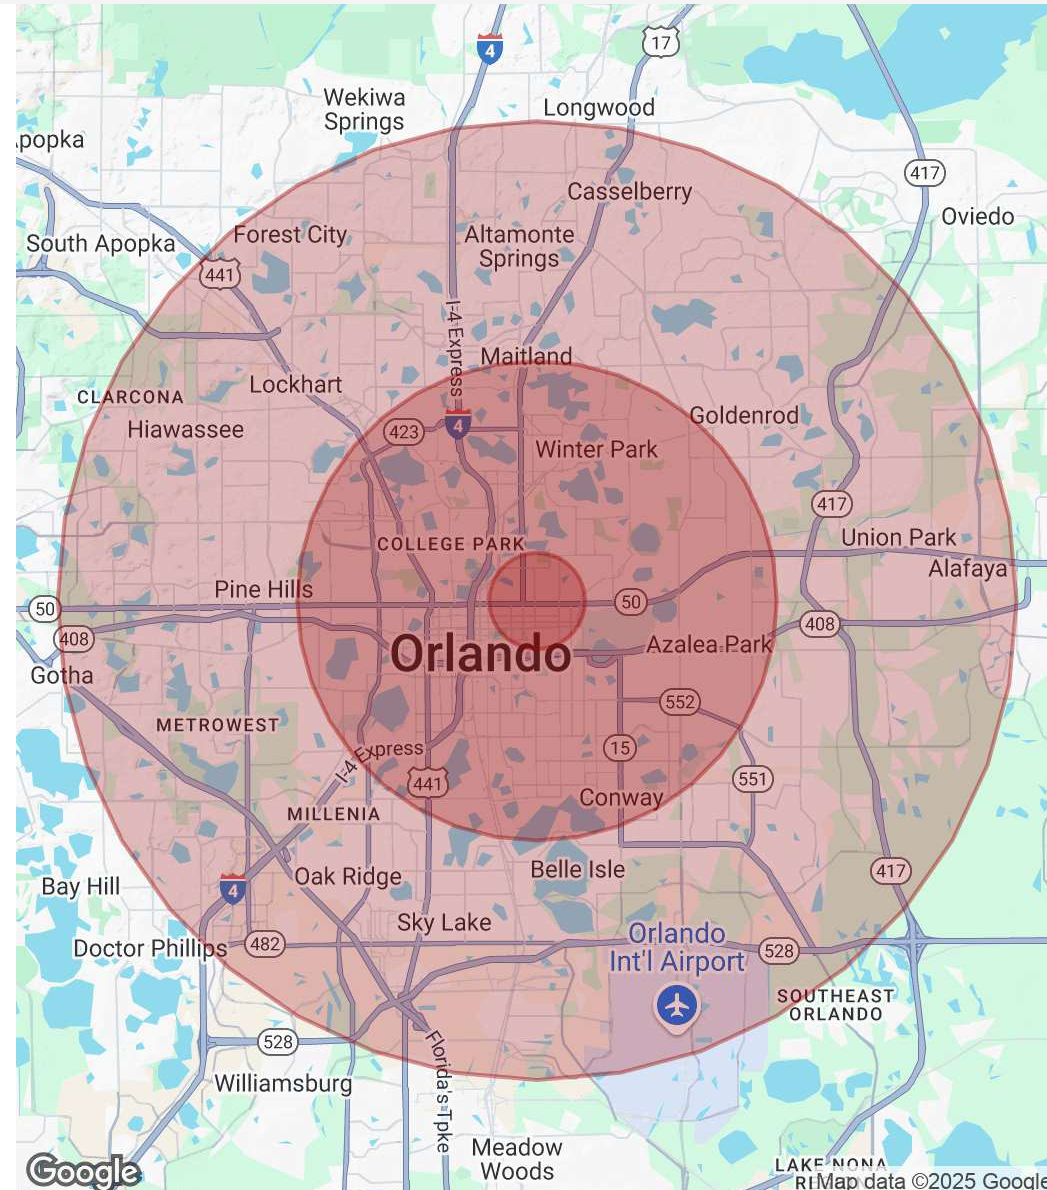 4
17
Wekiwa
Springs
Longwood
Apopka
417
Casselberry
Oviedo
South Apopka
Forest City
Altamonte
Springs
441
I-4 Express
Maitland
Lockhart
CLARCONA
Goldenrod
Hiawassee
423
4
Winter Park
417
Union Park
COLLEGE PARK
Alafaya
Pine Hills
50
50
408
408
Orlando
Azalea Park
Gotha
552
METROWEST
15
I-4 Express
441
551
Conway
MILLENIA
Belle Isle
417
Oak Ridge
Bay Hill
4
Sky Lake
Orlando
Int'l Airport
Doctor Phillips
482
528
SOUTHEAST
ORLANDO
528
Florida's Tpke
Williamsburg
Meadow
Woods
LAKE NONA
Google
Map data ©2025 Google